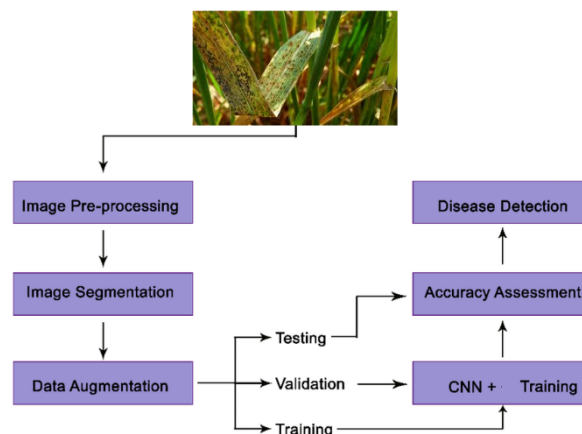 Image Pre-processing
Disease Detection
Image Segmentation
Accuracy Assessment
Testing
Data Augmentation
Validation
CNN + Training
Training